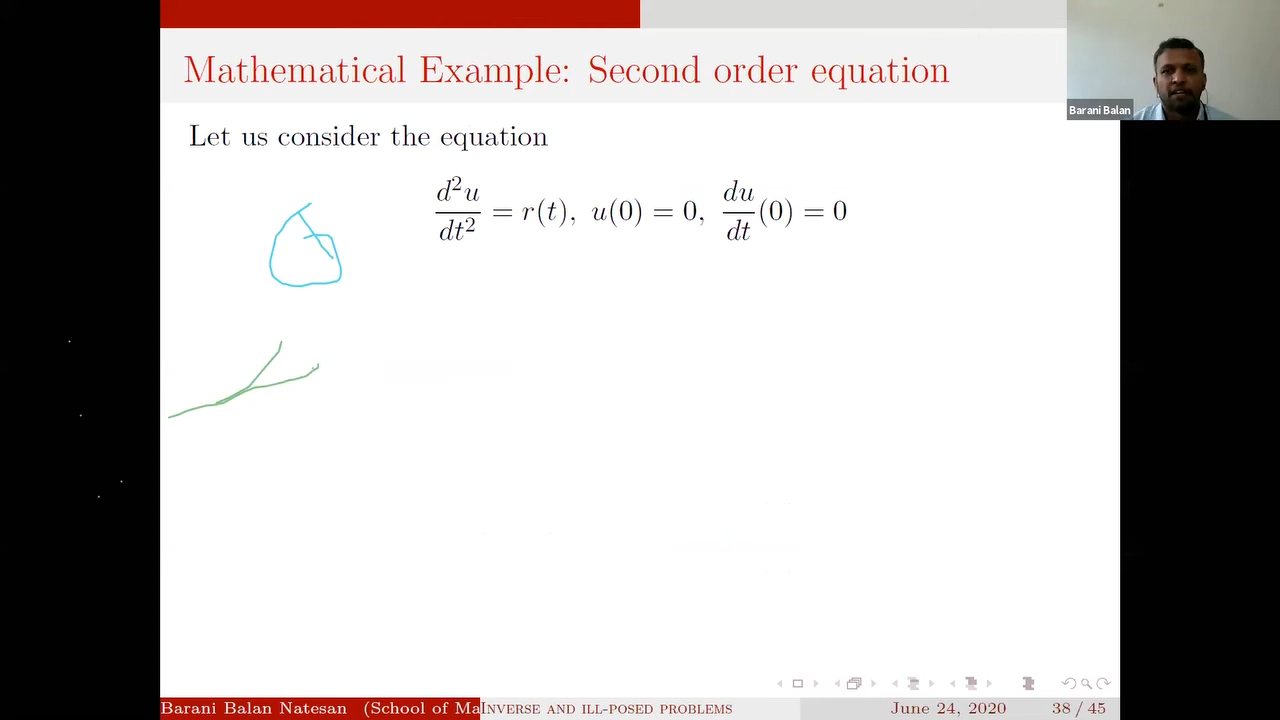 Mathematical Example: Second order equation
Barani Balan
Let us consider the equation
d²u/dt² = r(t), u(0) = 0, du/dt(0) = 0
Barani Balan Natesan (School of Ma
INVERSE AND ILL-POSED PROBLEMS
June 24, 2020
38 / 45